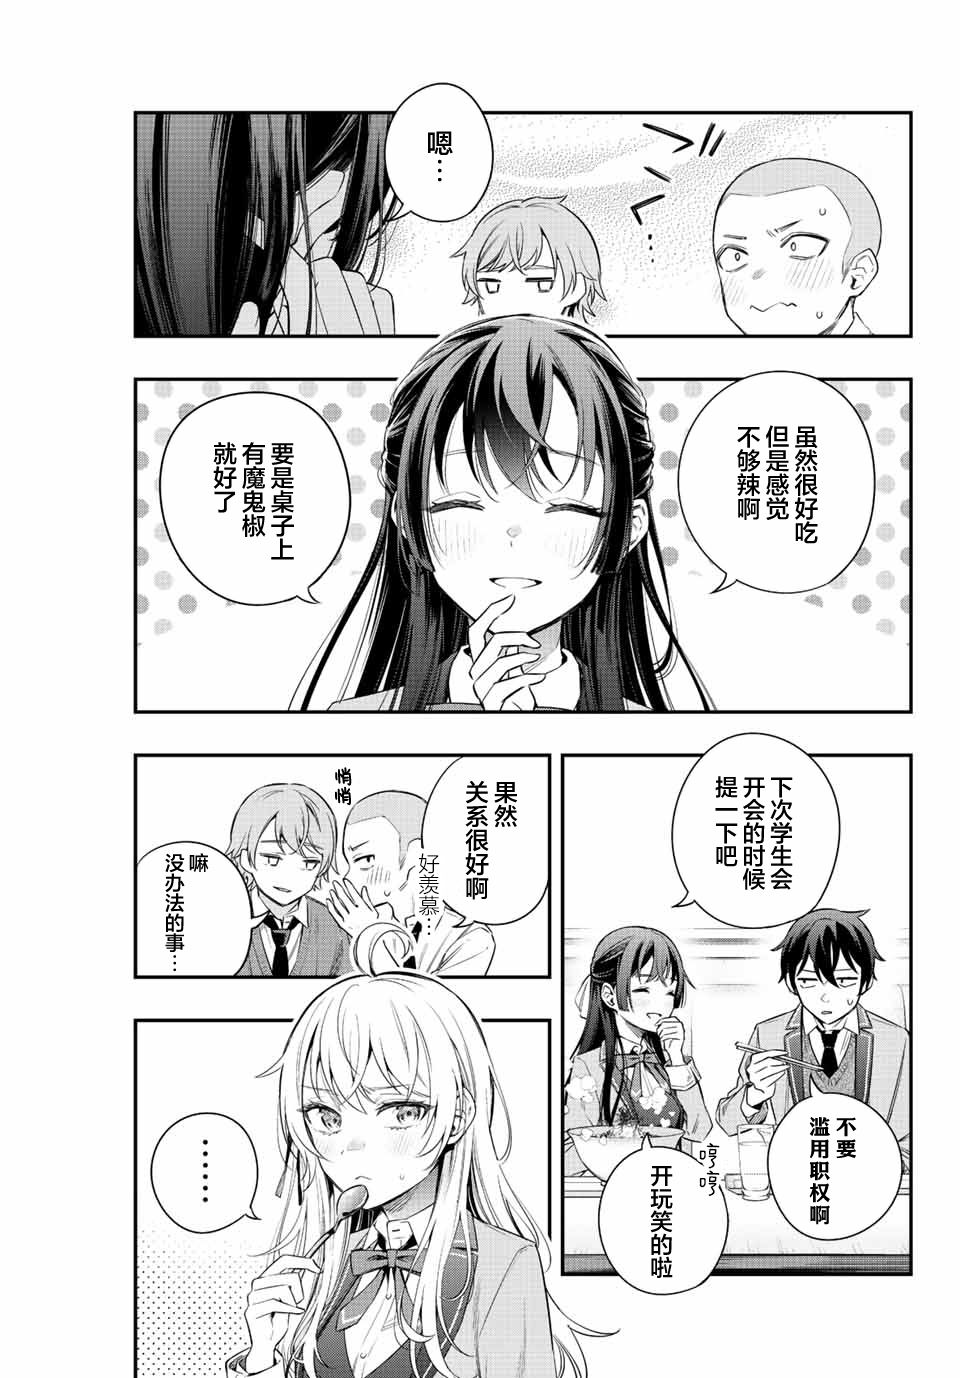 嗯…
虽然很好吃
但是感觉
不够辣啊
要是桌子上
有魔鬼椒
就好了
下次学生会
开会的时候
提一下吧
不要
滥用职权啊
哼
哼
开玩笑的啦
果然
关系很好啊
好羡慕…
悄悄
嘛
没办法的事…
……